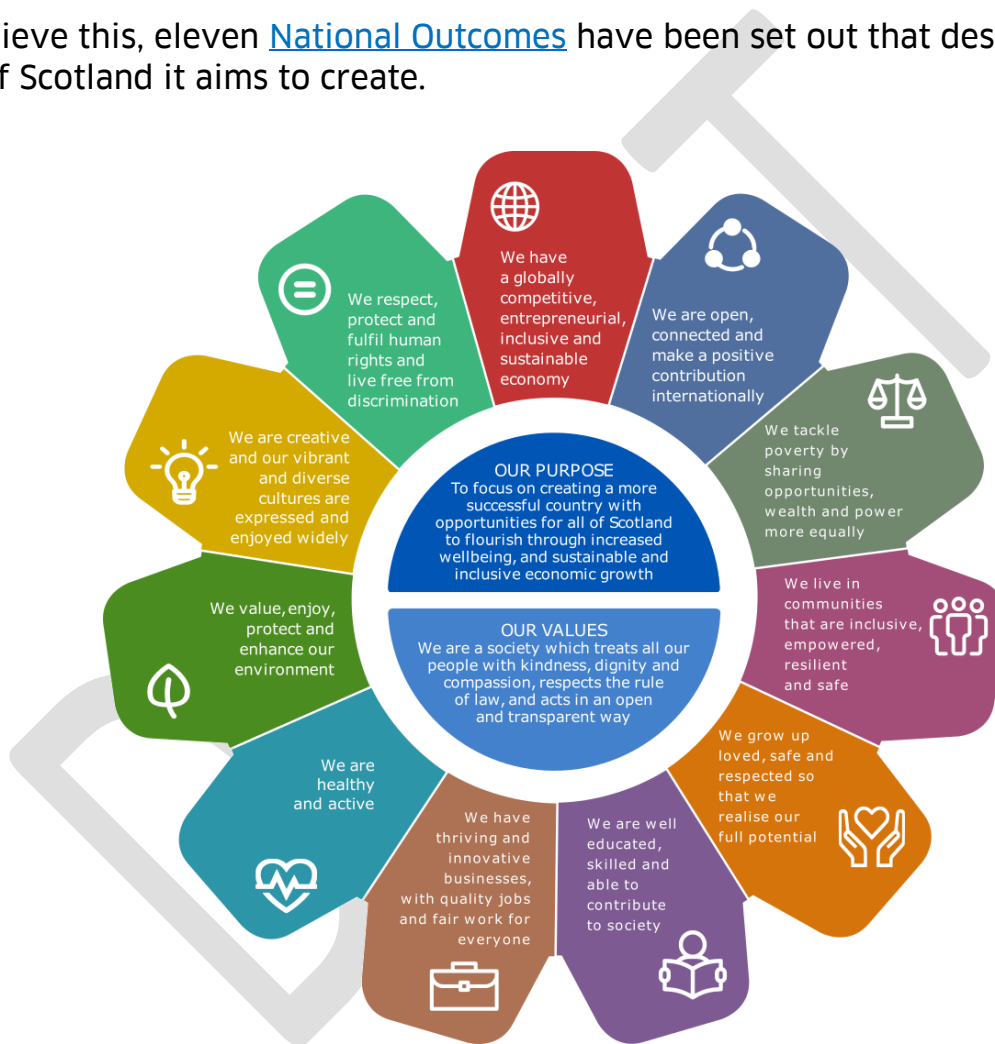 ieve this, eleven National Outcomes have been set out that des
f Scotland it aims to create.
We have
a globally
competitive,
entrepreneurial,
inclusive and
sustainable
economy
We are open,
connected and
make a positive
contribution
internationally
We tackle
poverty by
sharing
opportunities,
wealth and power
more equally
We live in
communities
that are inclusive,
empowered,
resilient
and safe
We grow up
loved, safe and
respected so
that we
realise our
full potential
We are well
educated,
skilled and
able to
contribute
to society
We have
thriving and
innovative
businesses,
with quality jobs
and fair work for
everyone
We are
healthy
and active
We value, enjoy,
protect and
enhance our
environment
We are creative
and our vibrant
and diverse
cultures are
expressed and
enjoyed widely
We respect,
protect and
fulfil human
rights and
live free from
discrimination
OUR PURPOSE
To focus on creating a more
successful country with
opportunities for all of Scotland
to flourish through increased
wellbeing, and sustainable and
inclusive economic growth
OUR VALUES
We are a society which treats all our
people with kindness, dignity and
compassion, respects the rule
of law, and acts in an open
and transparent way